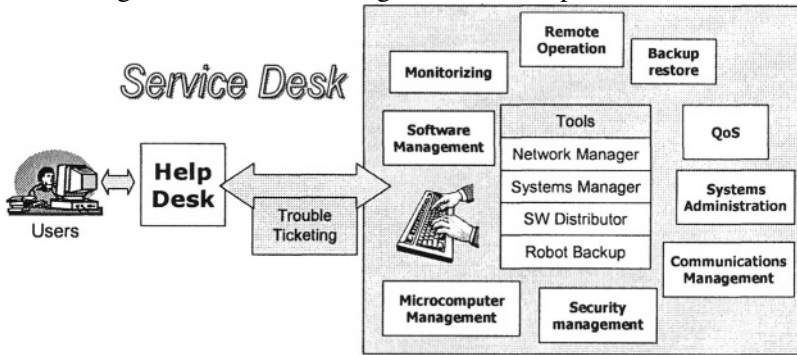 Remote
Operation
Backup
restore
Monitorizing
Service Desk
Software
Management
Tools
Network Manager
Systems Manager
SW Distributor
Robot Backup
QoS
Help
Desk
Users
Trouble
Ticketing
Systems
Administration
Communications
Management
Microcomputer
Management
Security
management